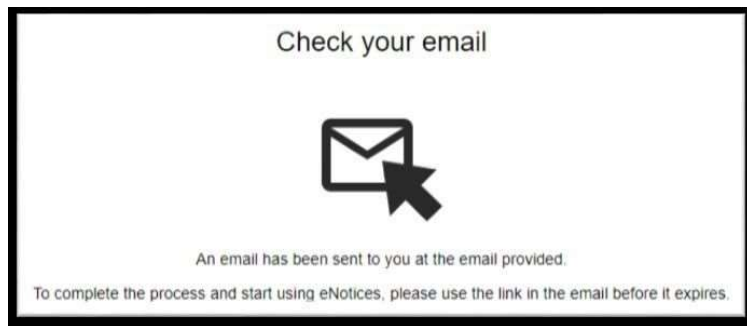 Check your email
An email has been sent to you at the email provided.
To complete the process and start using eNotices, please use the link in the email before it expires.